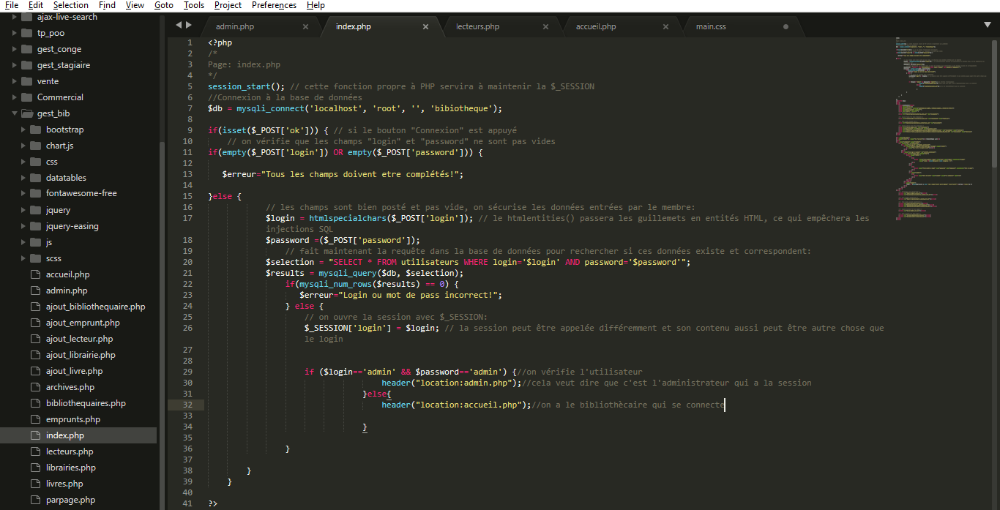 File Edit Selection Find View Goto Tools Project Preferences Help
ajax-live-search
tp_poo
gest_conge
gest_stagiaire
vente
Commercial
gest_bib
bootstrap
chart.js
css
datatables
fontawesome-free
jquery
jquery-easing
js
scss
accueil.php
admin.php
ajout_bibliothequaire.php
ajout_emprunt.php
ajout_lecteur.php
ajout_librairie.php
ajout_livre.php
archives.php
bibliothequaires.php
emprunts.php
index.php
lecteurs.php
librairies.php
livres.php
parpage.php
admin.php × index.php × lecteurs.php × accueil.php × main.css
1 <?php
2 /*
3 Page: index.php
4 */
5 session_start(); // cette fonction propre à PHP servira à maintenir la $_SESSION
6 //Connexion à la base de données
7 $db = mysqli_connect('localhost', 'root', '', 'bibiotheque');
8
9 if(isset($_POST['ok'])) { // si le bouton "Connexion" est appuyé
10 // on vérifie que les champs "login" et "password" ne sont pas vides
11 if(empty($_POST['login']) OR empty($_POST['password'])) {
12
13 $erreur="Tous les champs doivent etre complétés!";
14
15 }else {
16 // les champs sont bien posté et pas vide, on sécurise les données entrées par le membre:
17 $login = htmlspecialchars($_POST['login']); // le htmlentities() passera les guillemets en entités HTML, ce qui empêchera les
injections SQL
18 $password =($_POST['password']);
19 // fait maintenant la requête dans la base de données pour rechercher si ces données existe et correspondent:
20 $selection = "SELECT * FROM utilisateurs WHERE login='$login' AND password='$password'";
21 $results = mysqli_query($db, $selection);
22 if(mysqli_num_rows($results) == 0) {
23 $erreur="Login ou mot de pass incorrect!";
24 } else {
25 // on ouvre la session avec $_SESSION:
26 $_SESSION['login'] = $login; // la session peut être appelée différemment et son contenu aussi peut être autre chose que
le login
27
28
29 if ($login=='admin' && $password=='admin') {//on vérifie l'utilisateur
30 header("location:admin.php");//cela veut dire que c'est l'administrateur qui a la session
31 }else{
32 header("location:accueil.php");//on a le bibliothècaire qui se connecte
33
34 }
35
36 }
37
38 }
39 }
40
41 ?>